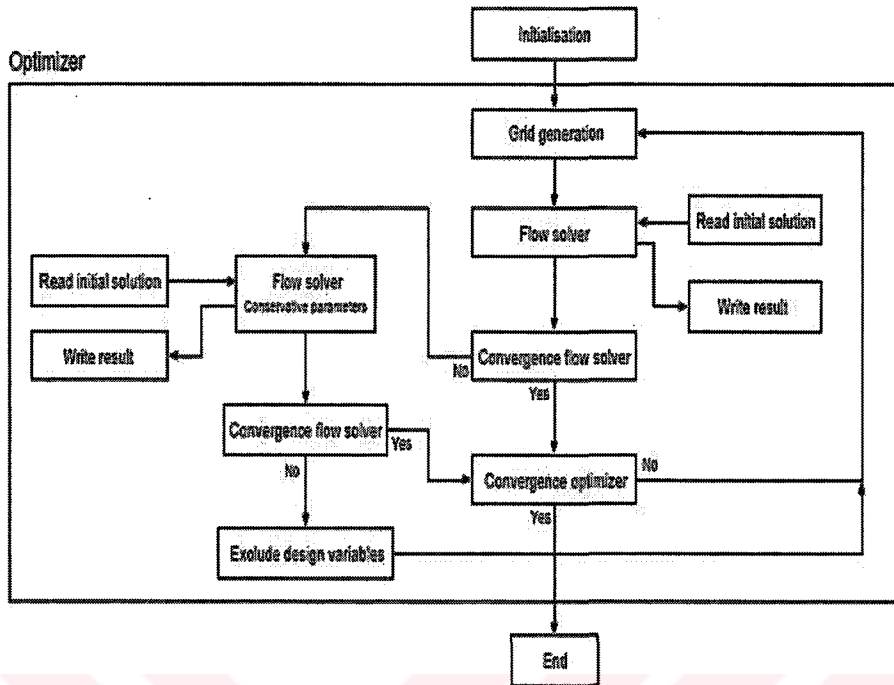 Initialisation
Optimizer
Grid generation
Flow solver
Read initial solution
Write result
Read initial solution
Flow solver
Conservative parameters
Write result
Convergence flow solver
No
Yes
Convergence flow solver
Yes
No
Convergence optimizer
No
Yes
Exclude design variables
End